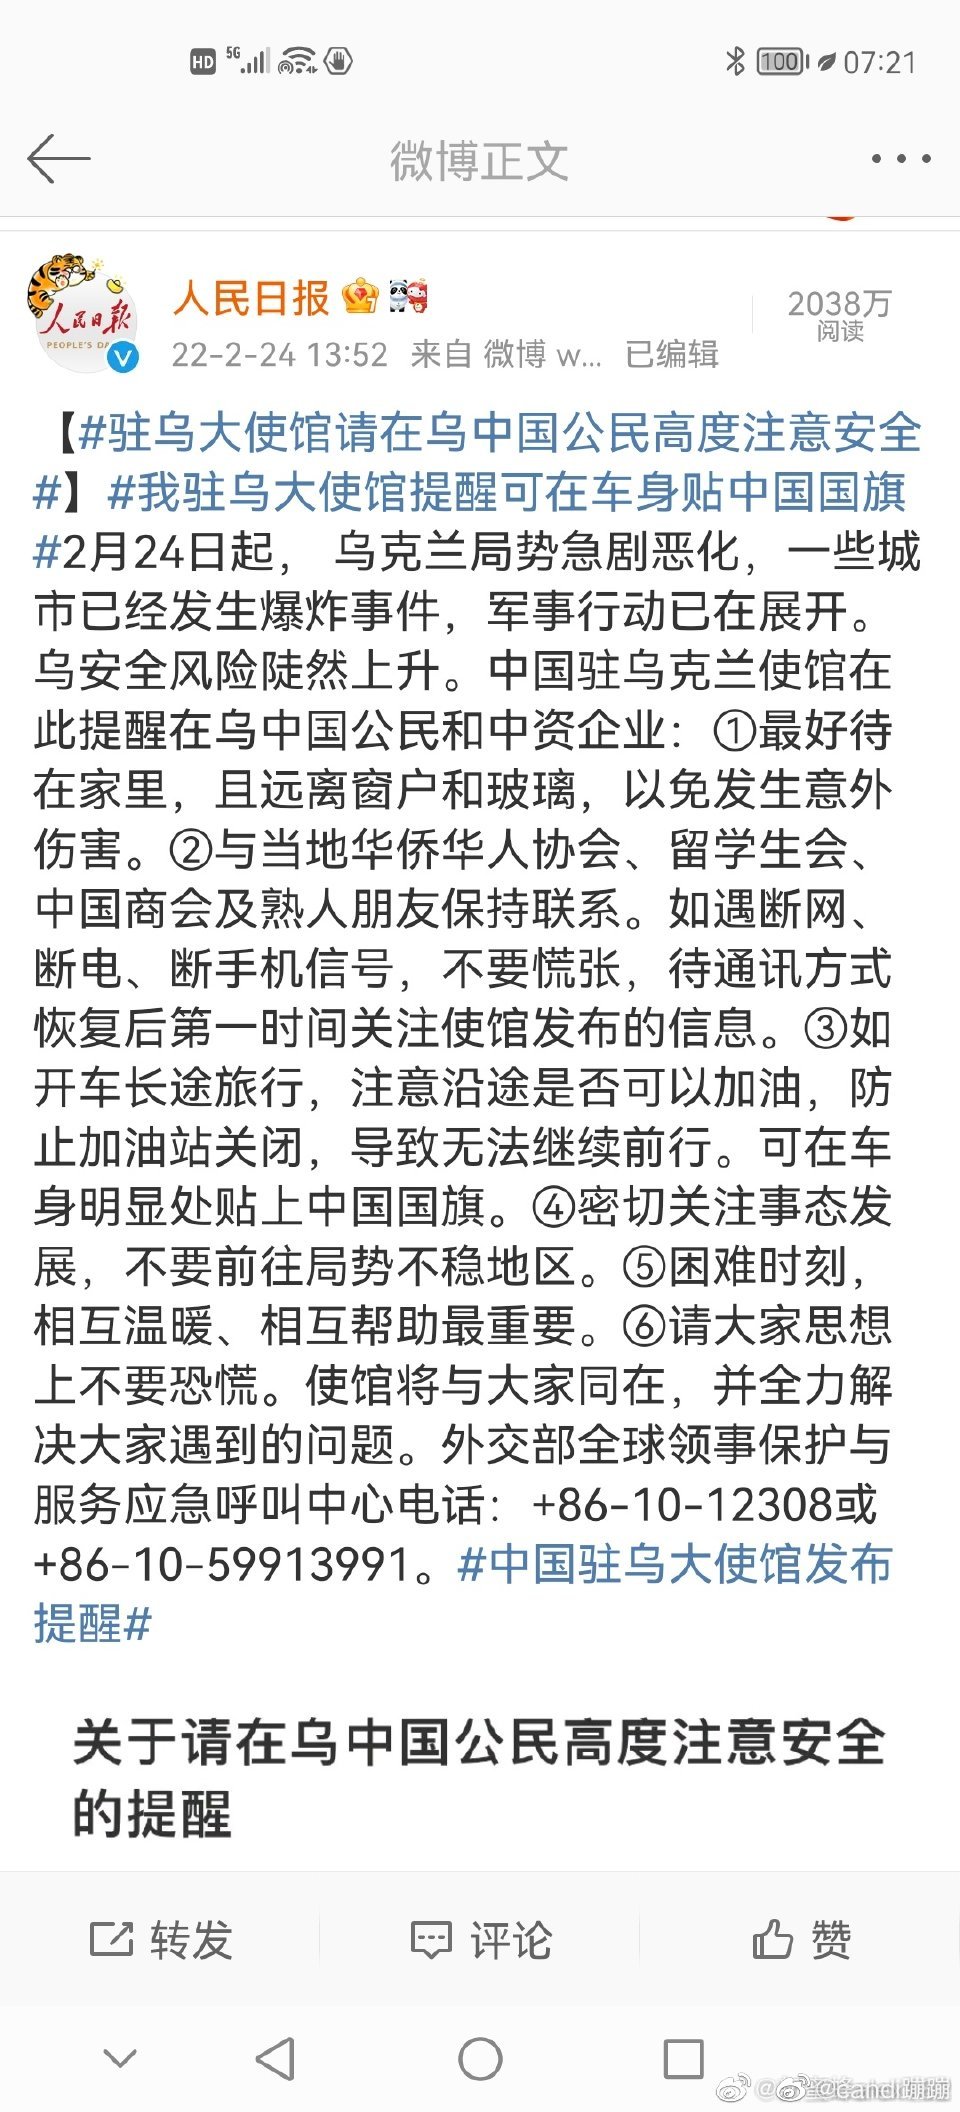 HD 5G 100 07:21
微博正文
人民日报
PEOPLE'S DA
人民日报
2038万
阅读
22-2-24 13:52 来自 微博 w... 已编辑
【#驻乌大使馆请在乌中国公民高度注意安全
#】#我驻乌大使馆提醒可在车身贴中国国旗
#2月24日起， 乌克兰局势急剧恶化，一些城
市已经发生爆炸事件，军事行动已在展开。
乌安全风险陡然上升。中国驻乌克兰使馆在
此提醒在乌中国公民和中资企业：①最好待
在家里，且远离窗户和玻璃，以免发生意外
伤害。②与当地华侨华人协会、留学生会、
中国商会及熟人朋友保持联系。如遇断网、
断电、断手机信号，不要慌张，待通讯方式
恢复后第一时间关注使馆发布的信息。③如
开车长途旅行，注意沿途是否可以加油，防
止加油站关闭，导致无法继续前行。可在车
身明显处贴上中国国旗。④密切关注事态发
展，不要前往局势不稳地区。⑤困难时刻，
相互温暖、相互帮助最重要。⑥请大家思想
上不要恐慌。使馆将与大家同在，并全力解
决大家遇到的问题。外交部全球领事保护与
服务应急呼叫中心电话：+86-10-12308或
+86-10-59913991。#中国驻乌大使馆发布
提醒#
关于请在乌中国公民高度注意安全
的提醒
转发 评论 赞